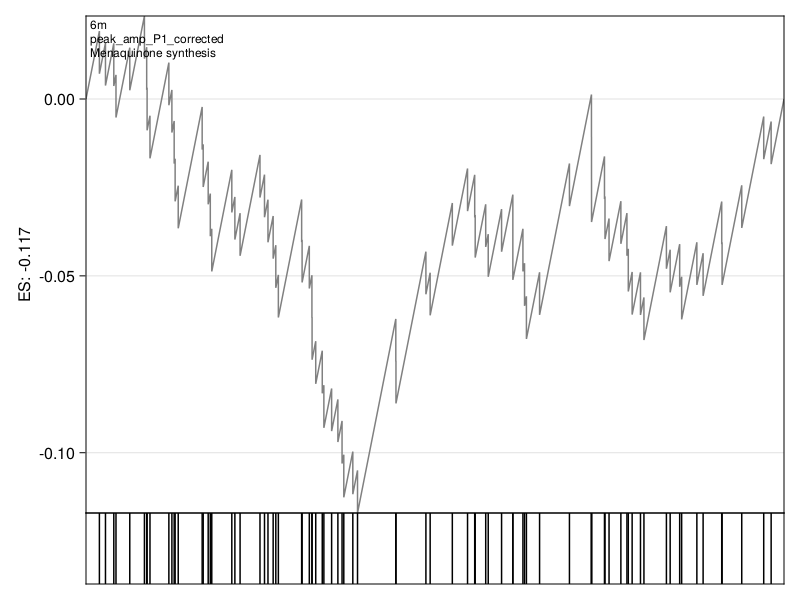 6m
peak_amp_P1_corrected
Menaquinone synthesis
0.00
-0.05
-0.10
ES: -0.117